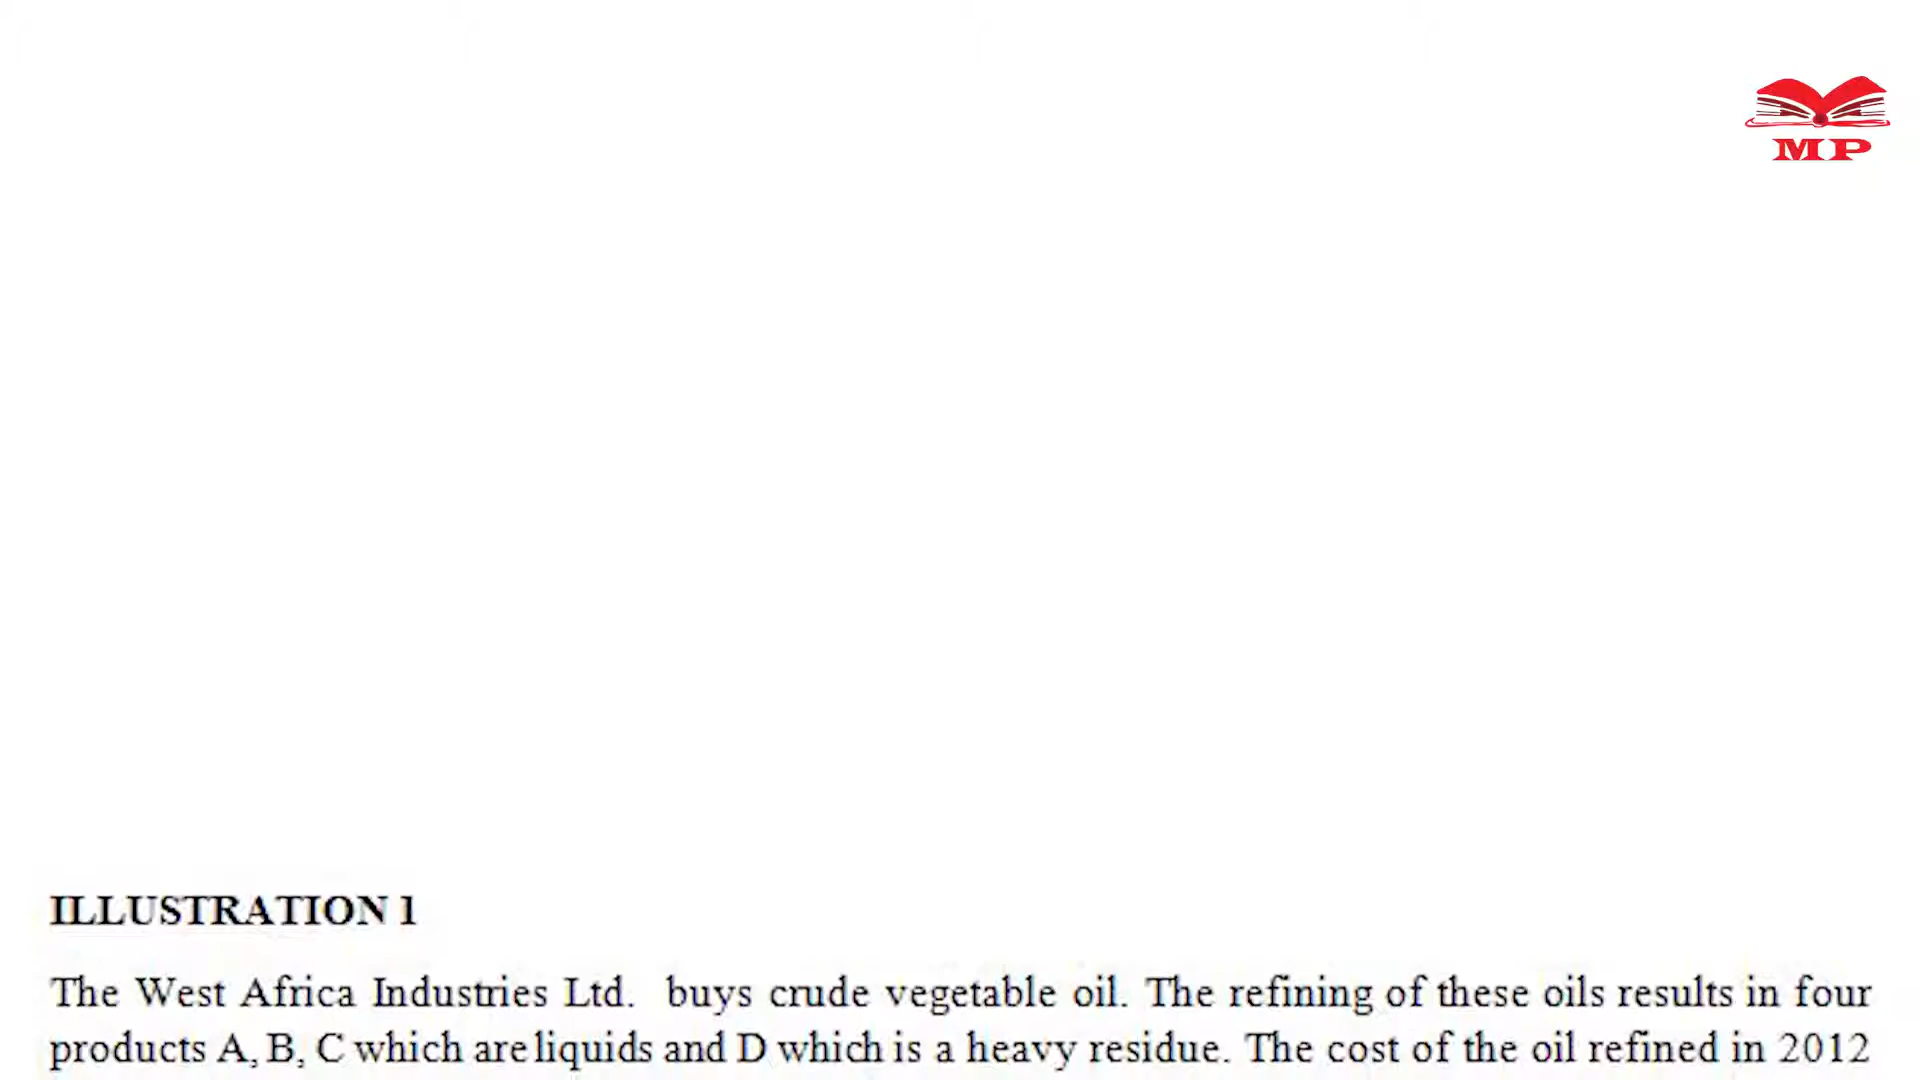 MP
ILLUSTRATION 1
The West Africa Industries Ltd. buys crude vegetable oil. The refining of these oils results in four
products A, B, C which are liquids and D which is a heavy residue. The cost of the oil refined in 2012